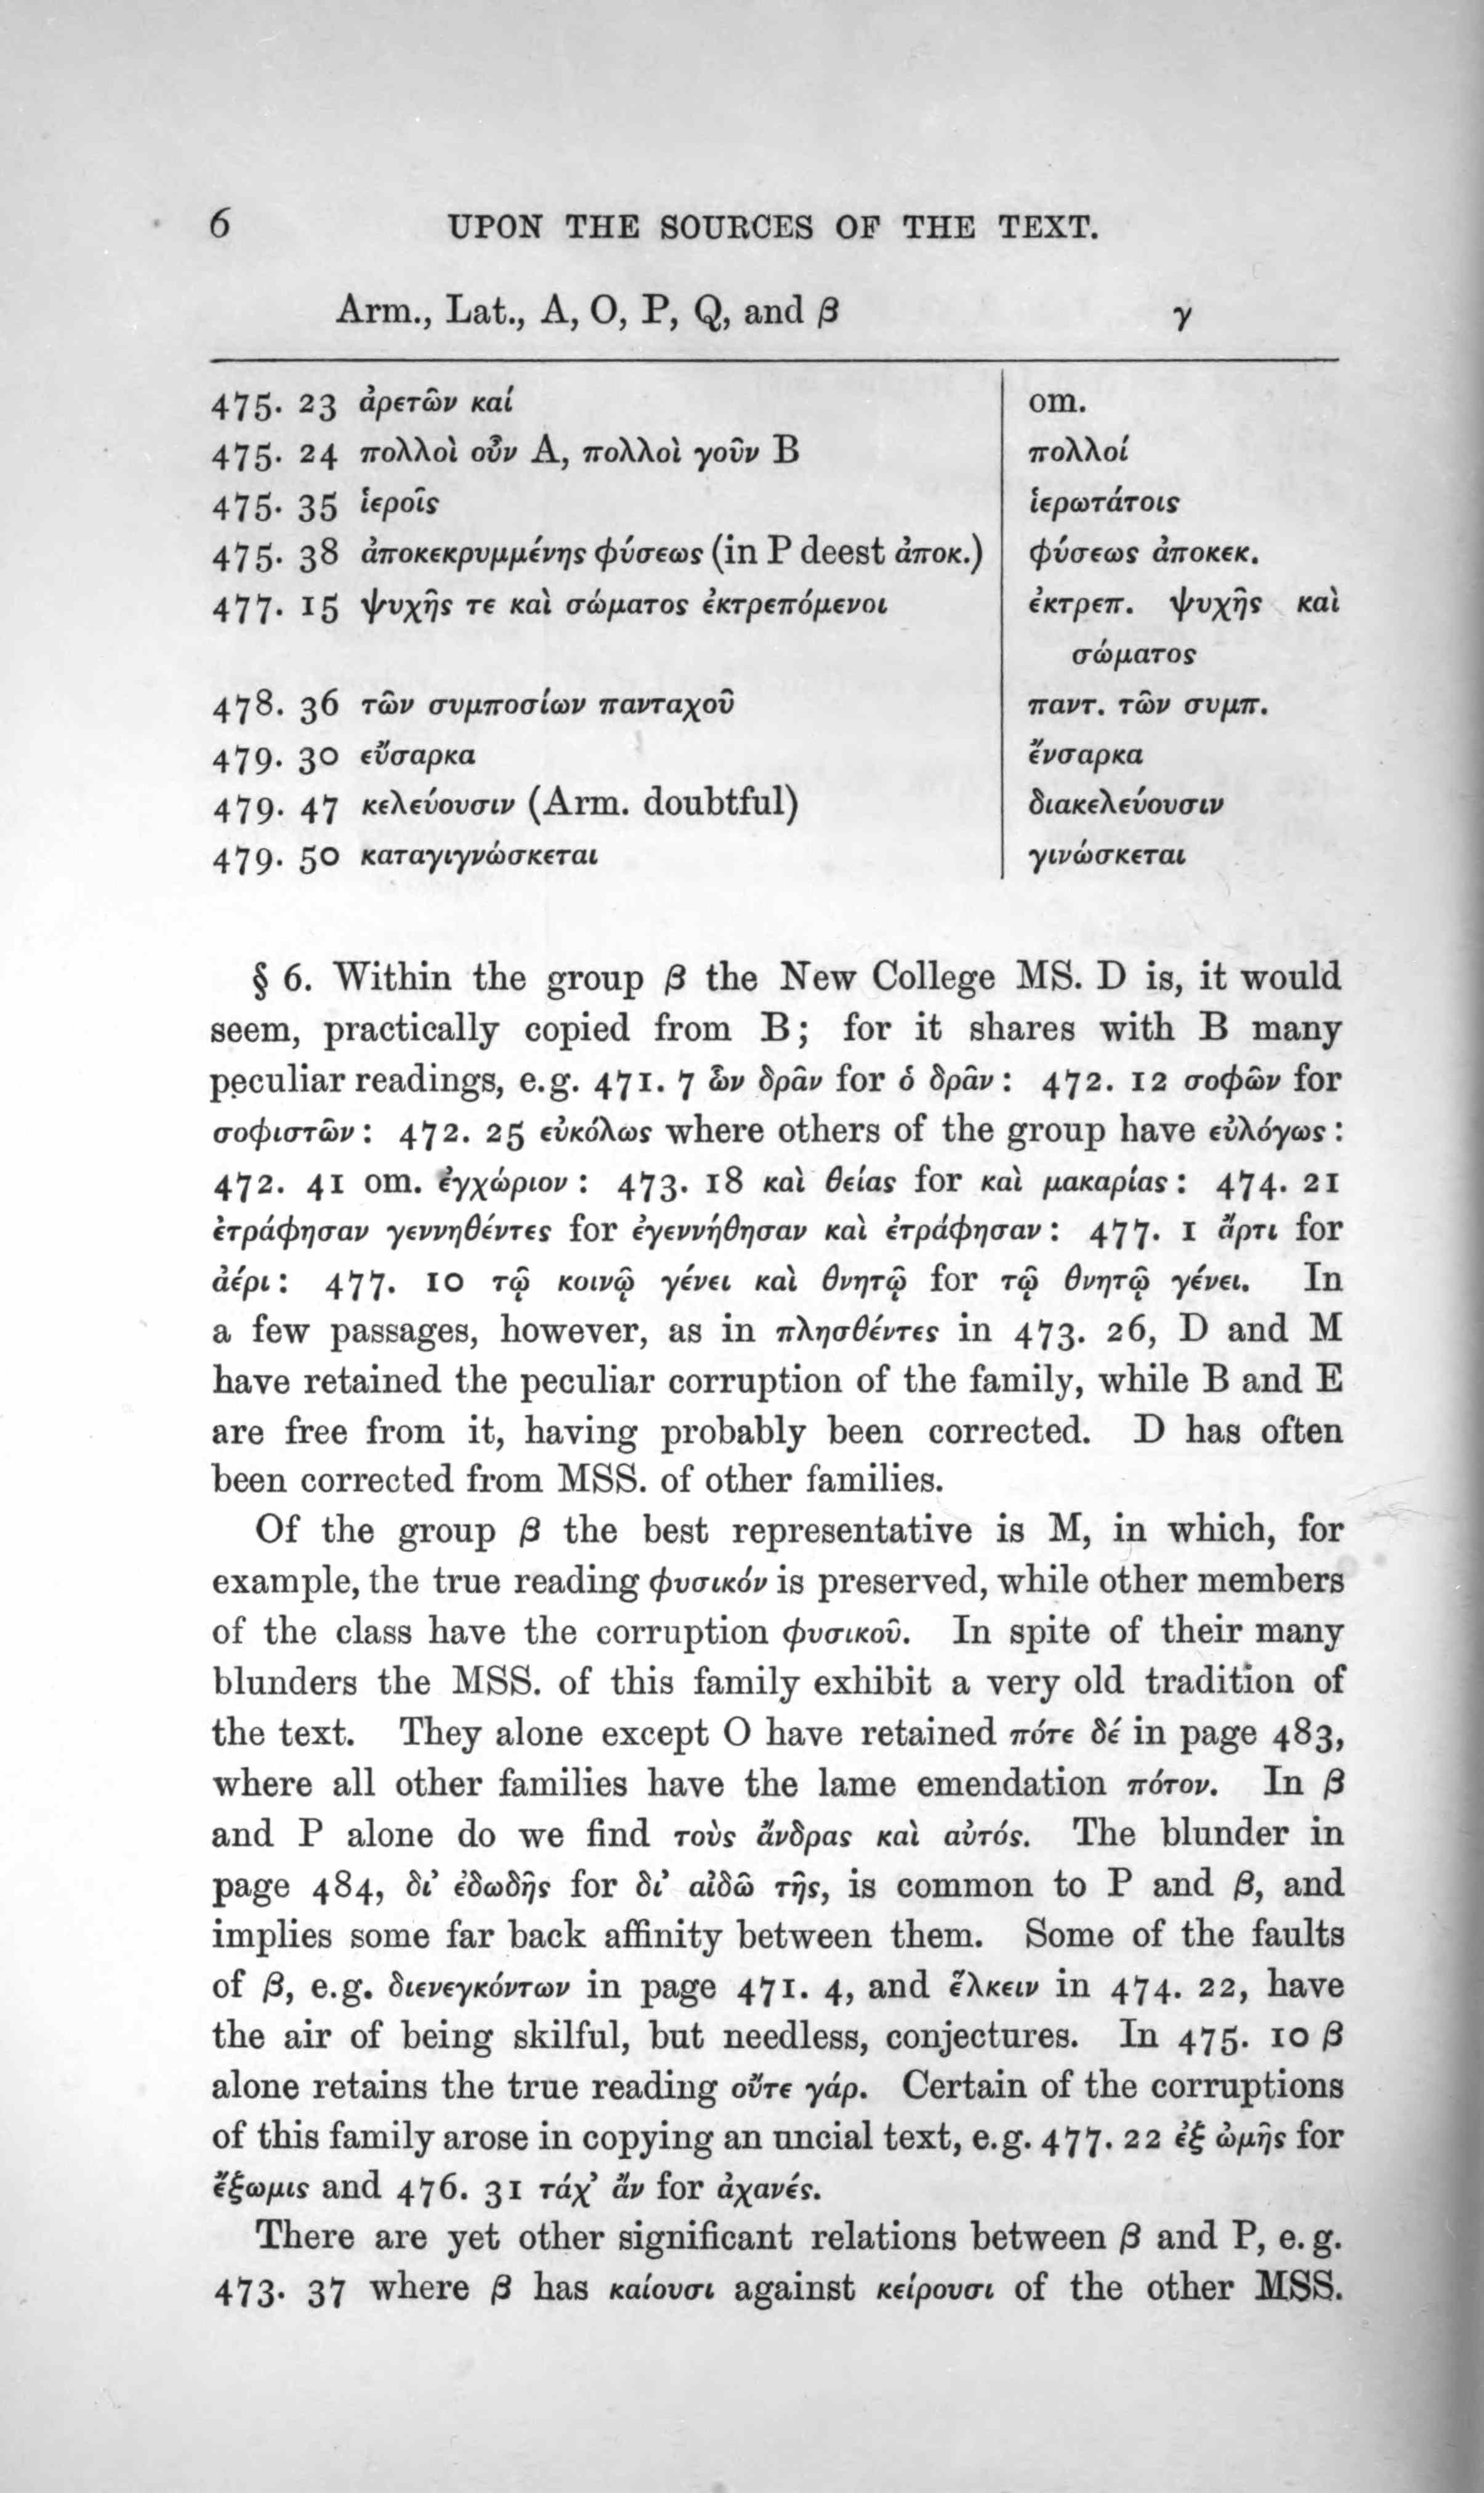 6 UPON THE SOURCES OF THE TEXT.
Arm., Lat., A, O, P, Q, and β γ
475. 23 ἀρετῶν καί om.
475. 24 πολλοὶ οὖν A, πολλοὶ γοῦν B πολλοί
475. 35 ἱεροῖς ἱερωτάτοις
475. 38 ἀποκεκρυμμένης φύσεως (in P deest ἀποκ.) φύσεως ἀποκεκ.
477. 15 ψυχῆς τε καὶ σώματος ἐκτρεπόμενοι ἐκτρεπ. ψυχῆς καὶ
σώματος
478. 36 τῶν συμποσίων πανταχοῦ παντ. τῶν συμπ.
479. 30 εὔσαρκα ἔνσαρκα
479. 47 κελεύουσιν (Arm. doubtful) διακελεύουσιν
479. 50 καταγιγνώσκεται γινώσκεται
§ 6. Within the group β the New College MS. D is, it would
seem, practically copied from B; for it shares with B many
peculiar readings, e.g. 471. 7 ὧν δρᾶν for ὁ δρᾶν: 472. 12 σοφῶν for
σοφιστῶν: 472. 25 εὐκόλως where others of the group have εὐλόγως:
472. 41 om. ἐγχώριον: 473. 18 καὶ θείας for καὶ μακαρίας: 474. 21
ἐτράφησαν γεννηθέντες for ἐγεννήθησαν καὶ ἐτράφησαν: 477. 1 ἄρτι for
ἀέρι: 477. 10 τῷ κοινῷ γένει καὶ θνητῷ for τῷ θνητῷ γένει. In
a few passages, however, as in πλησθέντες in 473. 26, D and M
have retained the peculiar corruption of the family, while B and E
are free from it, having probably been corrected. D has often
been corrected from MSS. of other families.
Of the group β the best representative is M, in which, for
example, the true reading φυσικόν is preserved, while other members
of the class have the corruption φυσικοῦ. In spite of their many
blunders the MSS. of this family exhibit a very old tradition of
the text. They alone except O have retained πότε δέ in page 483,
where all other families have the lame emendation πότον. In β
and P alone do we find τοὺς ἄνδρας καὶ αὐτός. The blunder in
page 484, δι’ ἐδωδῆς for δι’ αἰδῶ τῆς, is common to P and β, and
implies some far back affinity between them. Some of the faults
of β, e.g. διενεγκόντων in page 471. 4, and ἕλκειν in 474. 22, have
the air of being skilful, but needless, conjectures. In 475. 10 β
alone retains the true reading οὔτε γάρ. Certain of the corruptions
of this family arose in copying an uncial text, e.g. 477. 22 ἐξ ὠμῆς for
ἔξωμις and 476. 31 τάχ’ ἄν for ἀχανές.
There are yet other significant relations between β and P, e.g.
473. 37 where β has καίουσι against κείρουσι of the other MSS.